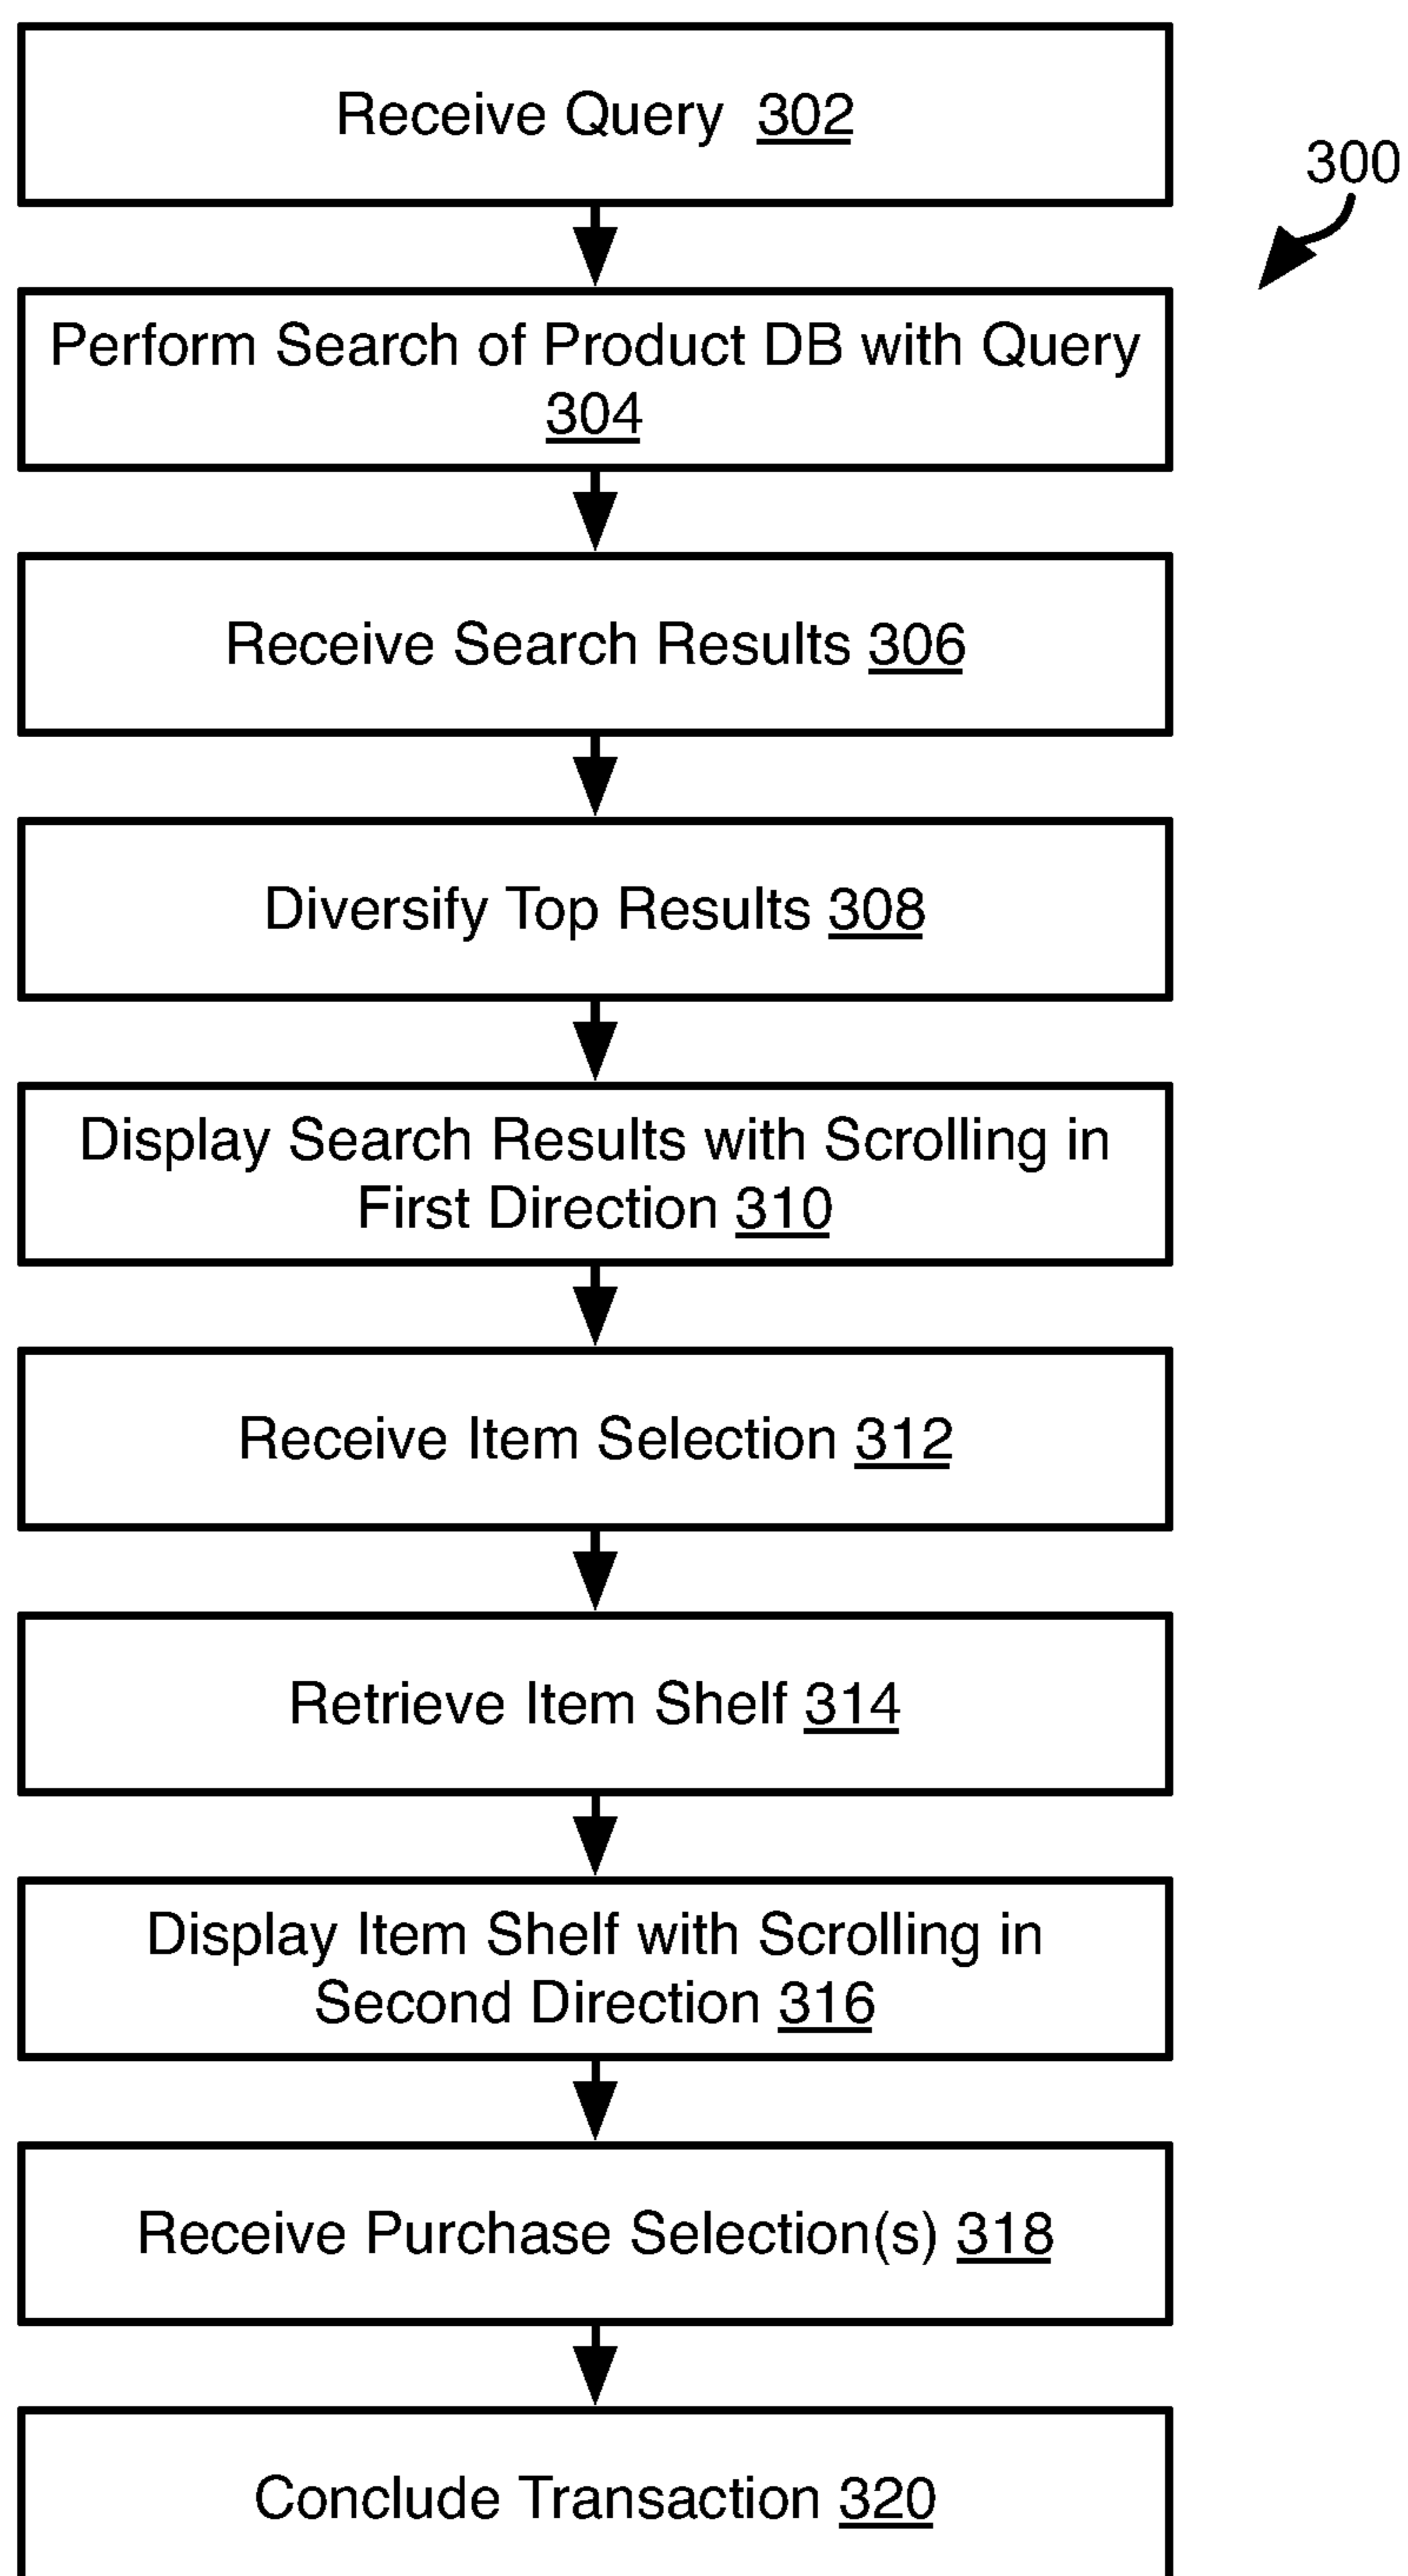 Receive Query 302
300
Perform Search of Product DB with Query
304
Receive Search Results 306
Diversify Top Results 308
Display Search Results with Scrolling in
First Direction 310
Receive Item Selection 312
Retrieve Item Shelf 314
Display Item Shelf with Scrolling in
Second Direction 316
Receive Purchase Selection(s) 318
Conclude Transaction 320